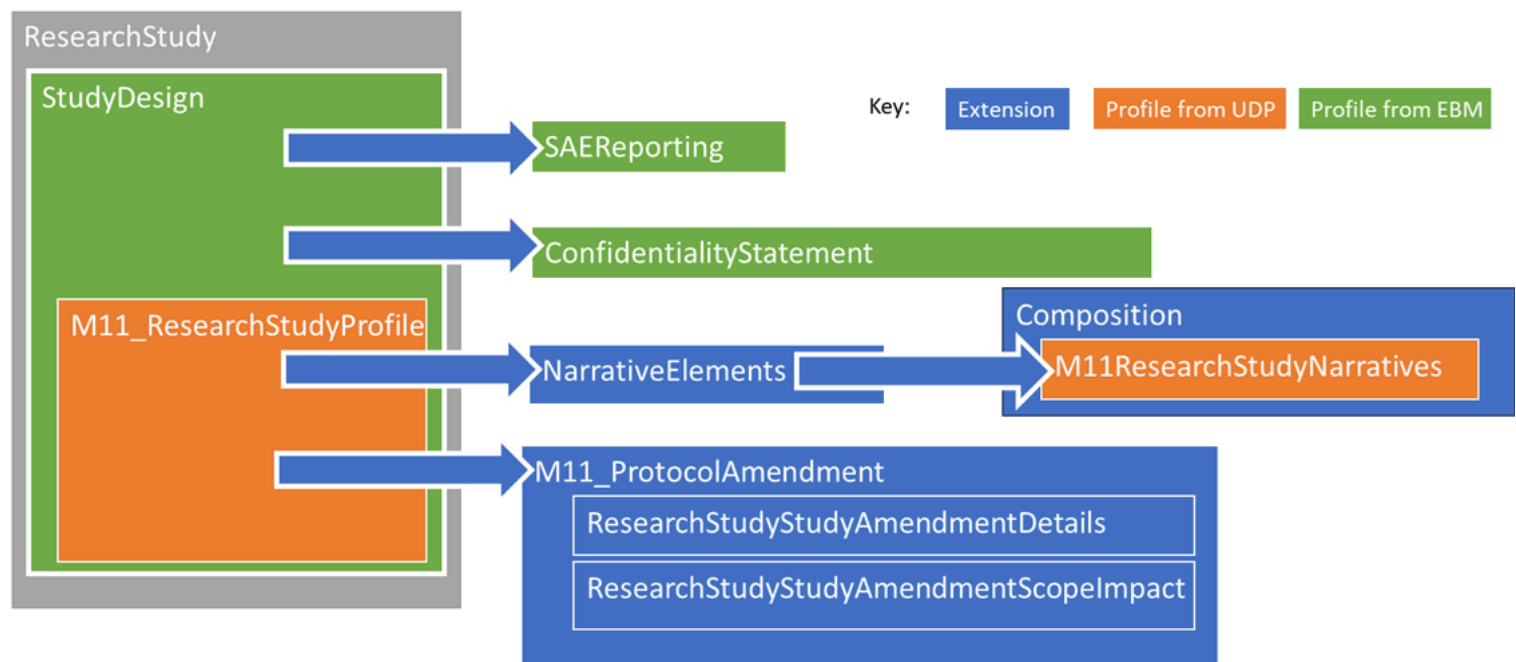 ResearchStudy
StudyDesign
Key: Extension Profile from UDP Profile from EBM
SAEReporting
ConfidentialityStatement
M11_ResearchStudyProfile
Composition
NarrativeElements
M11ResearchStudyNarratives
M11_ProtocolAmendment
ResearchStudyStudyAmendmentDetails
ResearchStudyStudyAmendmentScopeImpact